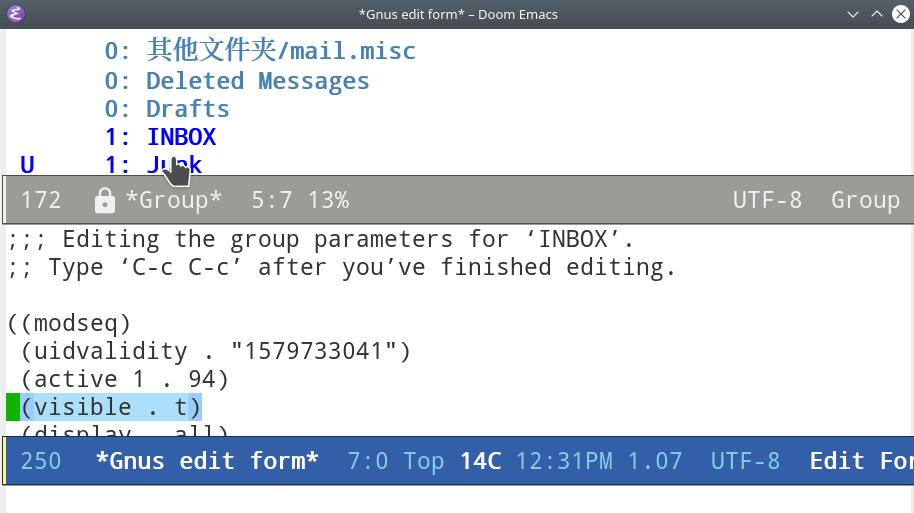 *Gnus edit form* – Doom Emacs
0: 其他文件夹/mail.misc
0: Deleted Messages
0: Drafts
1: INBOX
U 1: Junk
172 *Group* 5:7 13% UTF-8 Group
;;; Editing the group parameters for ‘INBOX’.
;; Type ‘C-c C-c’ after you’ve finished editing.
((modseq)
(uidvalidity . "1579733041")
(active 1 . 94)
(visible . t)
(display . all)
250 *Gnus edit form* 7:0 Top 14C 12:31PM 1.07 UTF-8 Edit For